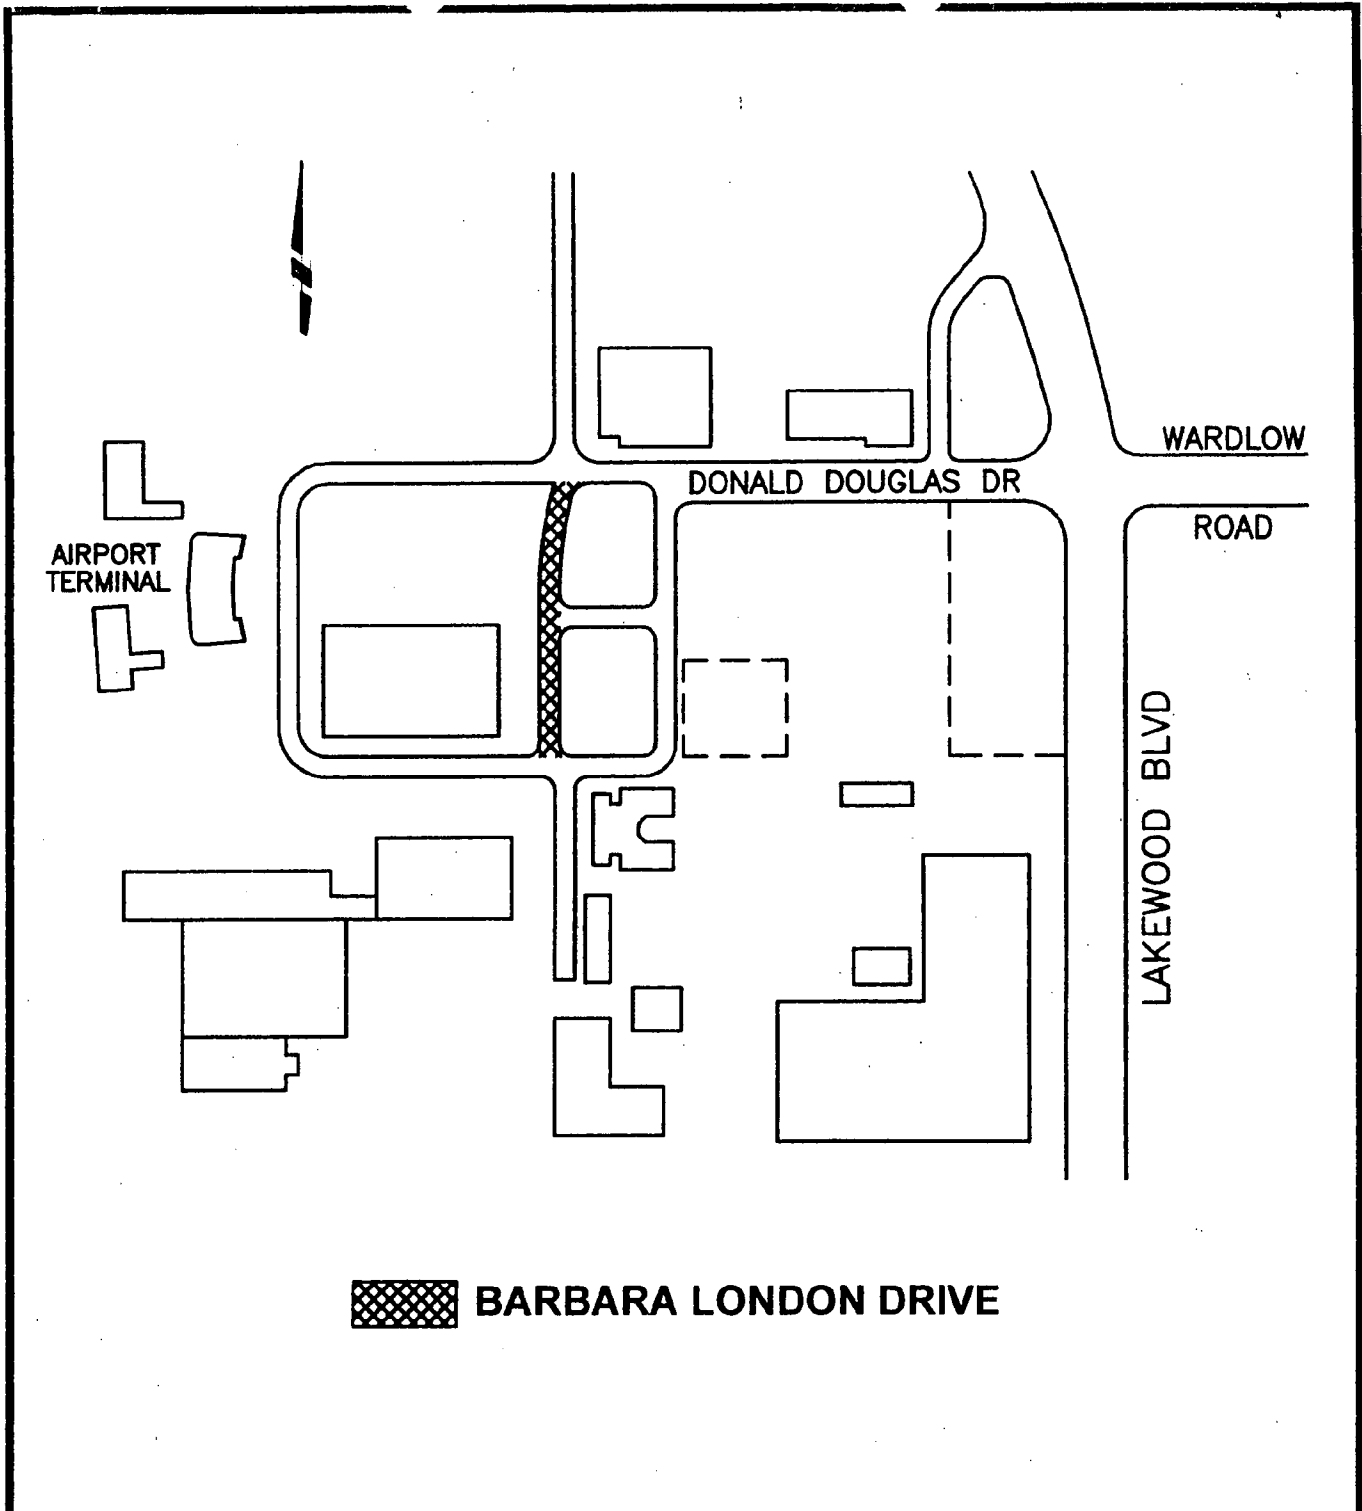 WARDLOW
DONALD DOUGLAS DR
ROAD
AIRPORT
TERMINAL
LAKEWOOD BLVD
BARBARA LONDON DRIVE